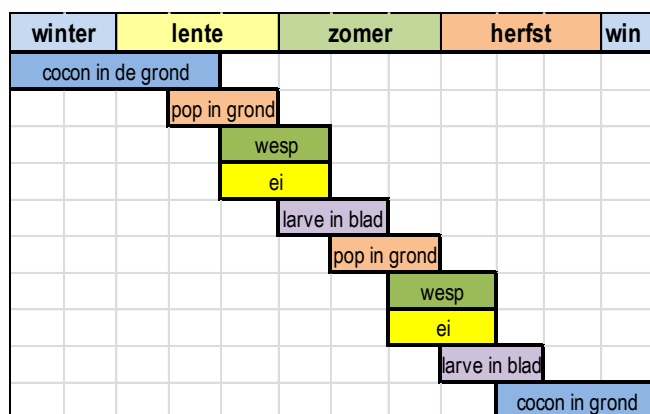 winter lente zomer herfst win
cocon in de grond
pop in grond
wesp
ei
larve in blad
pop in grond
wesp
ei
larve in blad
cocon in grond